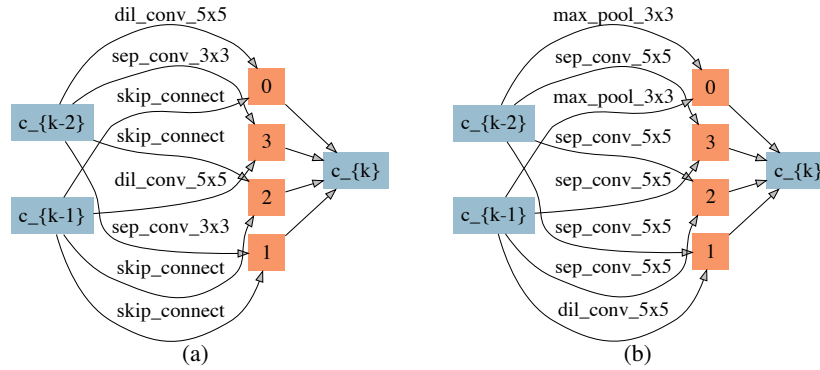 dil_conv_5x5
sep_conv_3x3
skip_connect
skip_connect
dil_conv_5x5
sep_conv_3x3
skip_connect
skip_connect
c_{k-2}
c_{k-1}
0
3
2
1
c_{k}
(a)
max_pool_3x3
sep_conv_5x5
max_pool_3x3
sep_conv_5x5
sep_conv_5x5
sep_conv_5x5
sep_conv_5x5
dil_conv_5x5
c_{k-2}
c_{k-1}
0
3
2
1
c_{k}
(b)